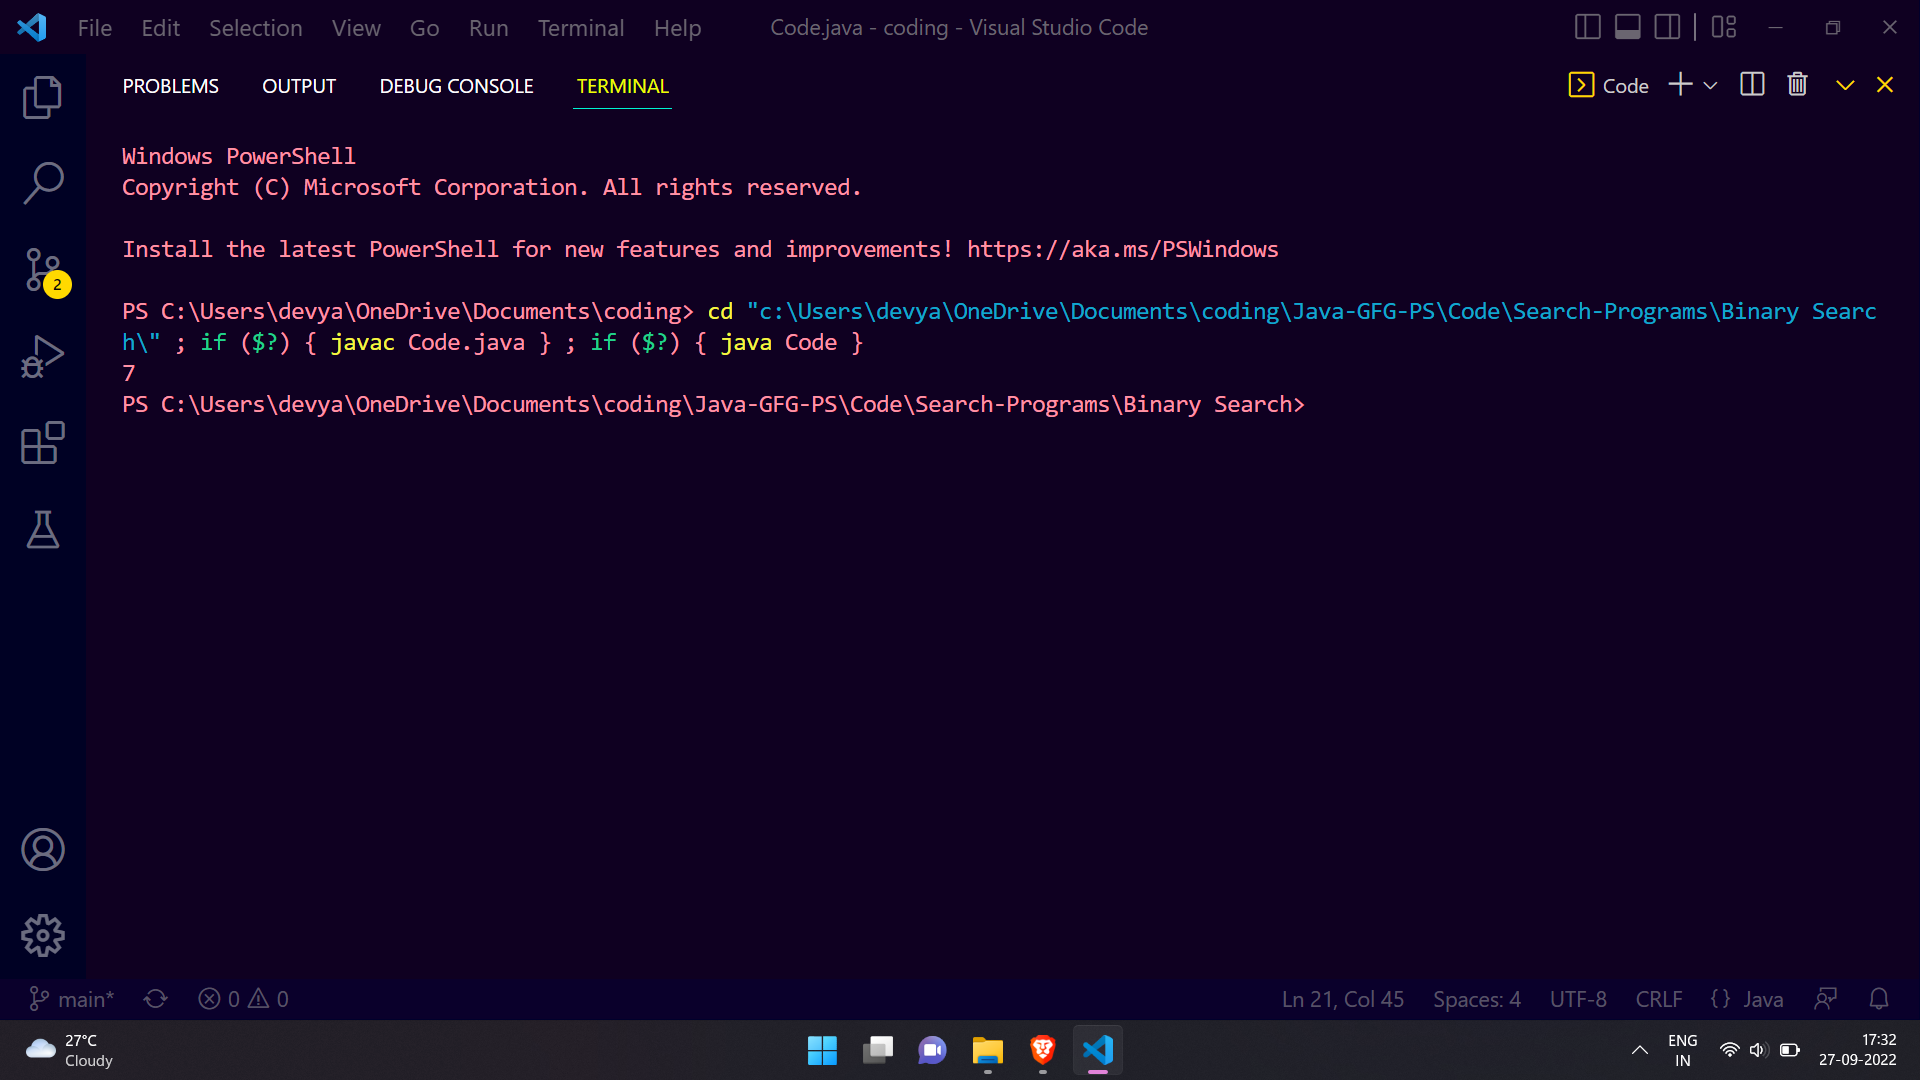 File Edit Selection View Go Run Terminal Help Code.java - coding - Visual Studio Code
PROBLEMS OUTPUT DEBUG CONSOLE TERMINAL Code
Windows PowerShell
Copyright (C) Microsoft Corporation. All rights reserved.
Install the latest PowerShell for new features and improvements! https://aka.ms/PSWindows
PS C:\Users\devya\OneDrive\Documents\coding> cd "c:\Users\devya\OneDrive\Documents\coding\Java-GFG-PS\Code\Search-Programs\Binary Searc
h\" ; if ($?) { javac Code.java } ; if ($?) { java Code }
7
PS C:\Users\devya\OneDrive\Documents\coding\Java-GFG-PS\Code\Search-Programs\Binary Search>
2
main* 0 0 Ln 21, Col 45 Spaces: 4 UTF-8 CRLF {} Java
27°C
Cloudy
ENG
IN
17:32
27-09-2022